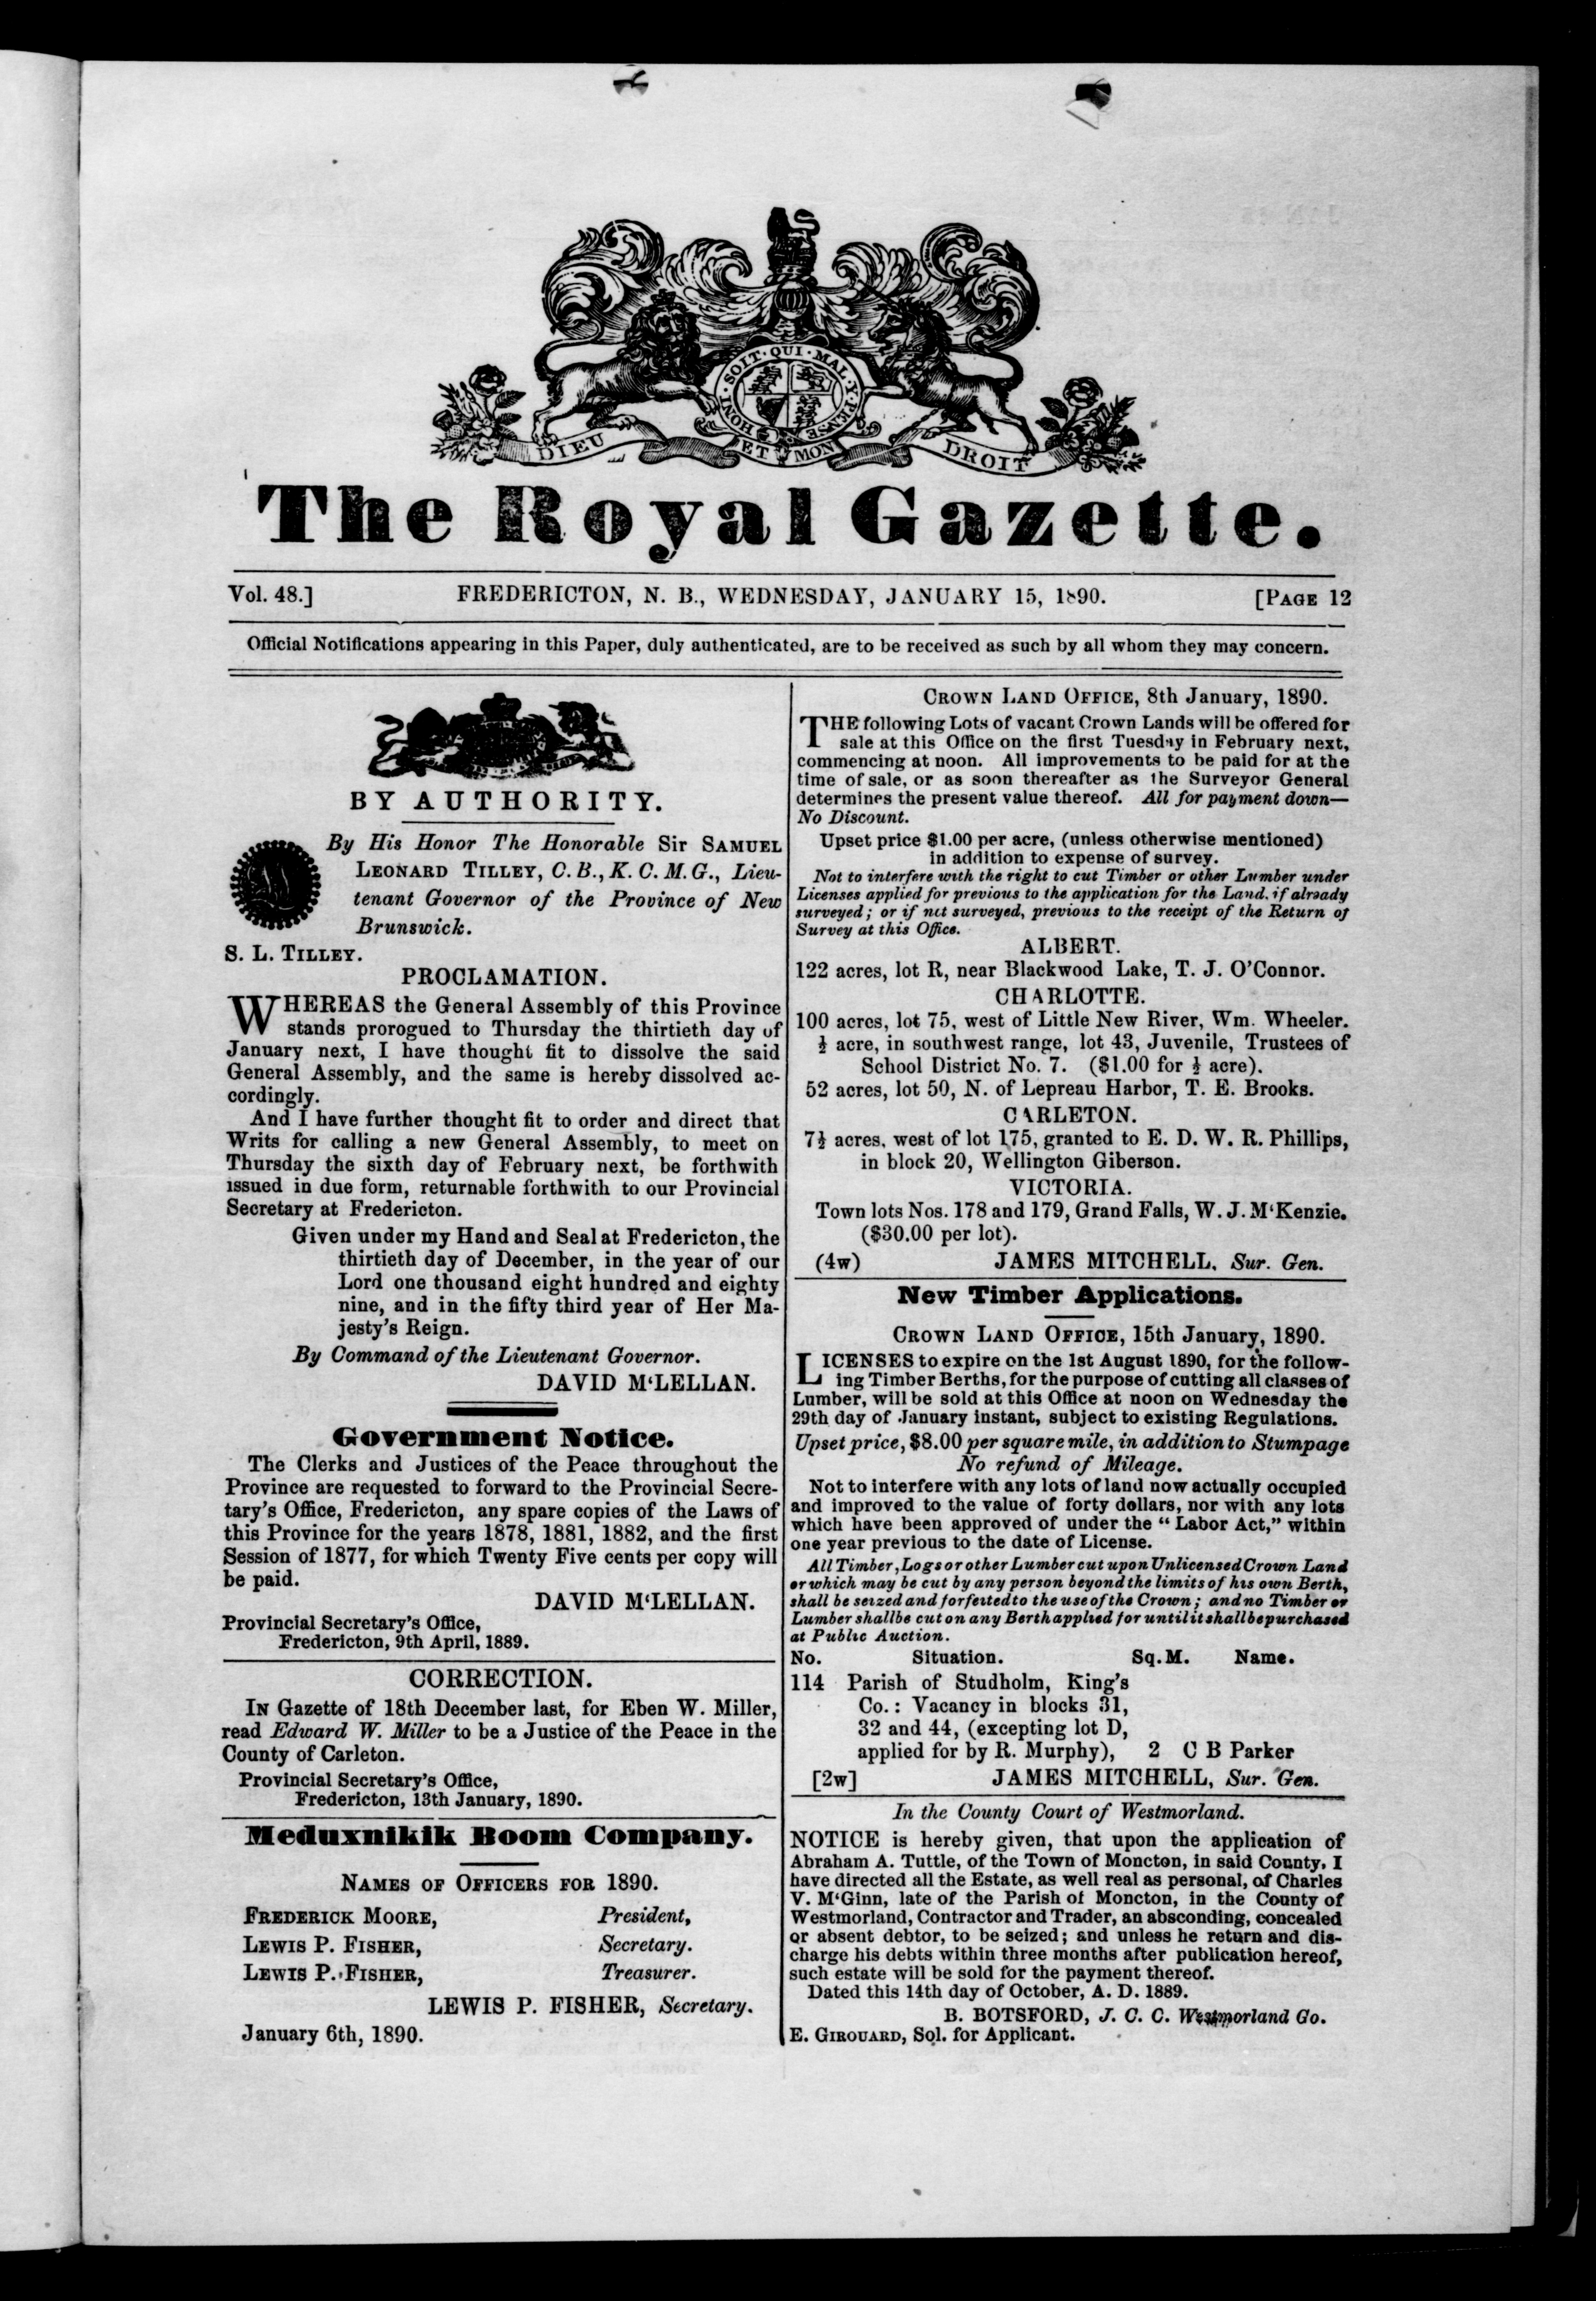 HONI · SOIT · QUI · MAL · Y · PENSE
DIEU ET MON DROIT
The Royal Gazette.
Vol. 48.] FREDERICTON, N. B., WEDNESDAY, JANUARY 15, 1890. [PAGE 12
Official Notifications appearing in this Paper, duly authenticated, are to be received as such by all whom they may concern.
BY AUTHORITY.
By His Honor The Honorable Sir SAMUEL
LEONARD TILLEY, C. B., K. C. M. G., Lieu-
tenant Governor of the Province of New
Brunswick.
S. L. TILLEY.
PROCLAMATION.
WHEREAS the General Assembly of this Province
stands prorogued to Thursday the thirtieth day of
January next, I have thought fit to dissolve the said
General Assembly, and the same is hereby dissolved ac-
cordingly.
And I have further thought fit to order and direct that
Writs for calling a new General Assembly, to meet on
Thursday the sixth day of February next, be forthwith
issued in due form, returnable forthwith to our Provincial
Secretary at Fredericton.
Given under my Hand and Seal at Fredericton, the
thirtieth day of December, in the year of our
Lord one thousand eight hundred and eighty
nine, and in the fifty third year of Her Ma-
jesty's Reign.
By Command of the Lieutenant Governor.
DAVID M'LELLAN.
Government Notice.
The Clerks and Justices of the Peace throughout the
Province are requested to forward to the Provincial Secre-
tary's Office, Fredericton, any spare copies of the Laws of
this Province for the years 1878, 1881, 1882, and the first
Session of 1877, for which Twenty Five cents per copy will
be paid.
DAVID M'LELLAN.
Provincial Secretary's Office,
Fredericton, 9th April, 1889.
CORRECTION.
IN Gazette of 18th December last, for Eben W. Miller,
read Edward W. Miller to be a Justice of the Peace in the
County of Carleton.
Provincial Secretary's Office,
Fredericton, 13th January, 1890.
Meduxnikik Boom Company.
NAMES OF OFFICERS FOR 1890.
FREDERICK MOORE, President,
LEWIS P. FISHER, Secretary.
LEWIS P. FISHER, Treasurer.
LEWIS P. FISHER, Secretary.
January 6th, 1890.
CROWN LAND OFFICE, 8th January, 1890.
THE following Lots of vacant Crown Lands will be offered for
sale at this Office on the first Tuesday in February next,
commencing at noon. All improvements to be paid for at the
time of sale, or as soon thereafter as the Surveyor General
determines the present value thereof. All for payment down—
No Discount.
Upset price $1.00 per acre, (unless otherwise mentioned)
in addition to expense of survey.
Not to interfere with the right to cut Timber or other Lumber under
Licenses applied for previous to the application for the Land, if already
surveyed; or if not surveyed, previous to the receipt of the Return of
Survey at this Office.
ALBERT.
122 acres, lot R, near Blackwood Lake, T. J. O'Connor.
CHARLOTTE.
100 acres, lot 75, west of Little New River, Wm. Wheeler.
½ acre, in southwest range, lot 43, Juvenile, Trustees of
School District No. 7. ($1.00 for ½ acre).
52 acres, lot 50, N. of Lepreau Harbor, T. E. Brooks.
CARLETON.
7½ acres, west of lot 175, granted to E. D. W. R. Phillips,
in block 20, Wellington Giberson.
VICTORIA.
Town lots Nos. 178 and 179, Grand Falls, W. J. M'Kenzie.
($30.00 per lot).
(4w) JAMES MITCHELL, Sur. Gen.
New Timber Applications.
CROWN LAND OFFICE, 15th January, 1890.
LICENSES to expire on the 1st August 1890, for the follow-
ing Timber Berths, for the purpose of cutting all classes of
Lumber, will be sold at this Office at noon on Wednesday the
29th day of January instant, subject to existing Regulations.
Upset price, $8.00 per square mile, in addition to Stumpage
No refund of Mileage.
Not to interfere with any lots of land now actually occupied
and improved to the value of forty dollars, nor with any lots
which have been approved of under the "Labor Act," within
one year previous to the date of License.
All Timber, Logs or other Lumber cut upon Unlicensed Crown Land
or which may be cut by any person beyond the limits of his own Berth,
shall be seized and forfeited to the use of the Crown; and no Timber or
Lumber shall be cut on any Berth applied for until it shall be purchased
at Public Auction.
No. Situation. Sq. M. Name.
114 Parish of Studholm, King's
Co.: Vacancy in blocks 31,
32 and 44, (excepting lot D,
applied for by R. Murphy), 2 C B Parker
[2w] JAMES MITCHELL, Sur. Gen.
In the County Court of Westmorland.
NOTICE is hereby given, that upon the application of
Abraham A. Tuttle, of the Town of Moncton, in said County, I
have directed all the Estate, as well real as personal, of Charles
V. M'Ginn, late of the Parish of Moncton, in the County of
Westmorland, Contractor and Trader, an absconding, concealed
or absent debtor, to be seized; and unless he return and dis-
charge his debts within three months after publication hereof,
such estate will be sold for the payment thereof.
Dated this 14th day of October, A. D. 1889.
B. BOTSFORD, J. C. C. Westmorland Co.
E. GIROUARD, Sol. for Applicant.